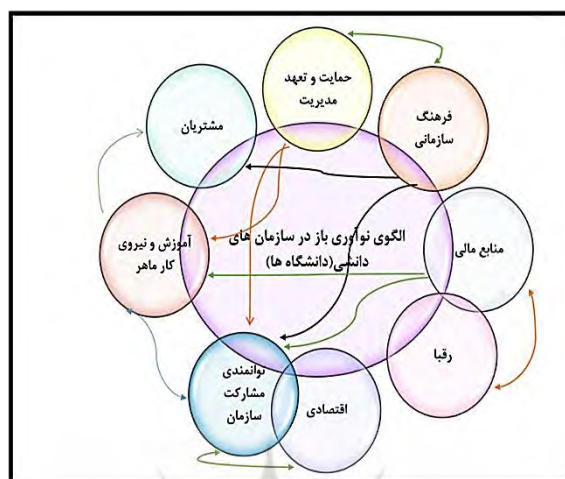 حمایت و تعهد
مدیریت
فرهنگ
سازمانی
مشتریان
منابع مالی
الگوی نوآوری باز در سازمان های
دانشی(دانشگاه ها)
آموزش و نیروی
کار ماهر
رقبا
توانمندی
مشارکت
سازمان
اقتصادی